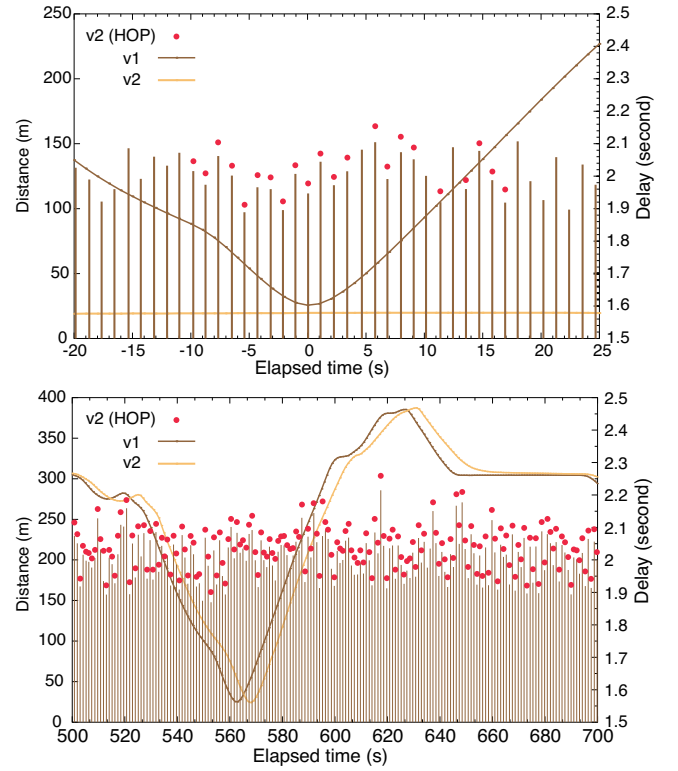 250
200
150
100
50
0
Distance (m)
v2 (HOP)
v1
v2
2.5
2.4
2.3
2.2
2.1
2
1.9
1.8
1.7
1.6
1.5
Delay (second)
-20 -15 -10 -5 0 5 10 15 20 25
Elapsed time (s)
400
350
300
250
200
150
100
50
0
Distance (m)
v2 (HOP)
v1
v2
2.5
2.4
2.3
2.2
2.1
2
1.9
1.8
1.7
1.6
1.5
Delay (second)
500 520 540 560 580 600 620 640 660 680 700
Elapsed time (s)